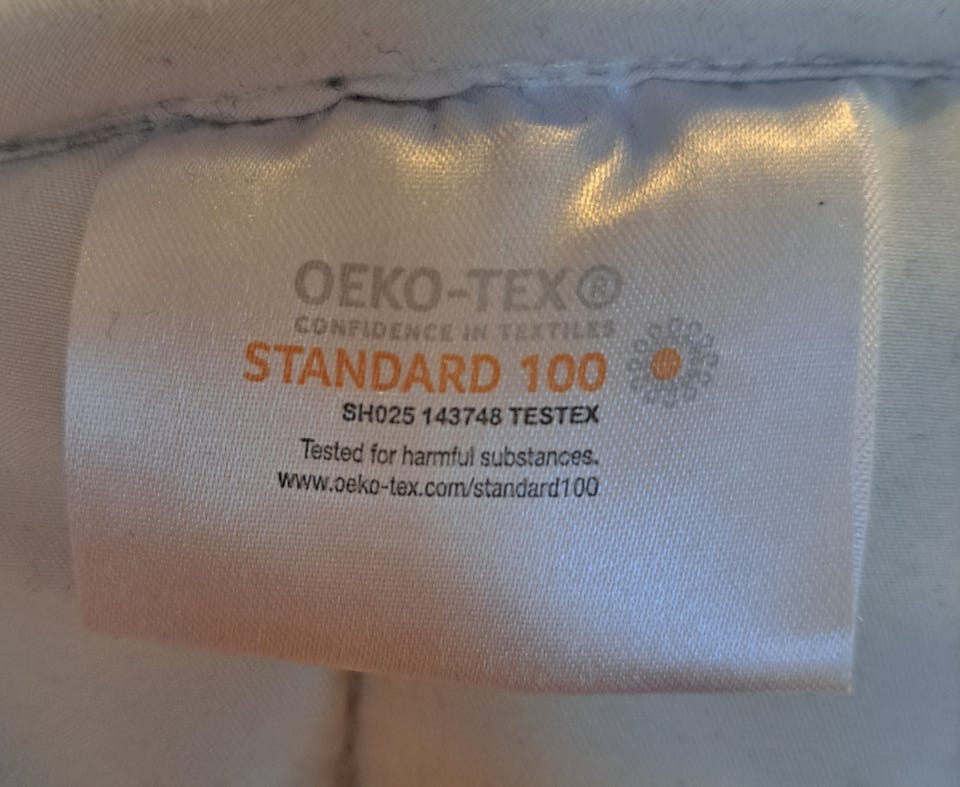 OEKO-TEX®
CONFIDENCE IN TEXTILES
STANDARD 100
SH025 143748 TESTEX
Tested for harmful substances.
www.oeko-tex.com/standard100